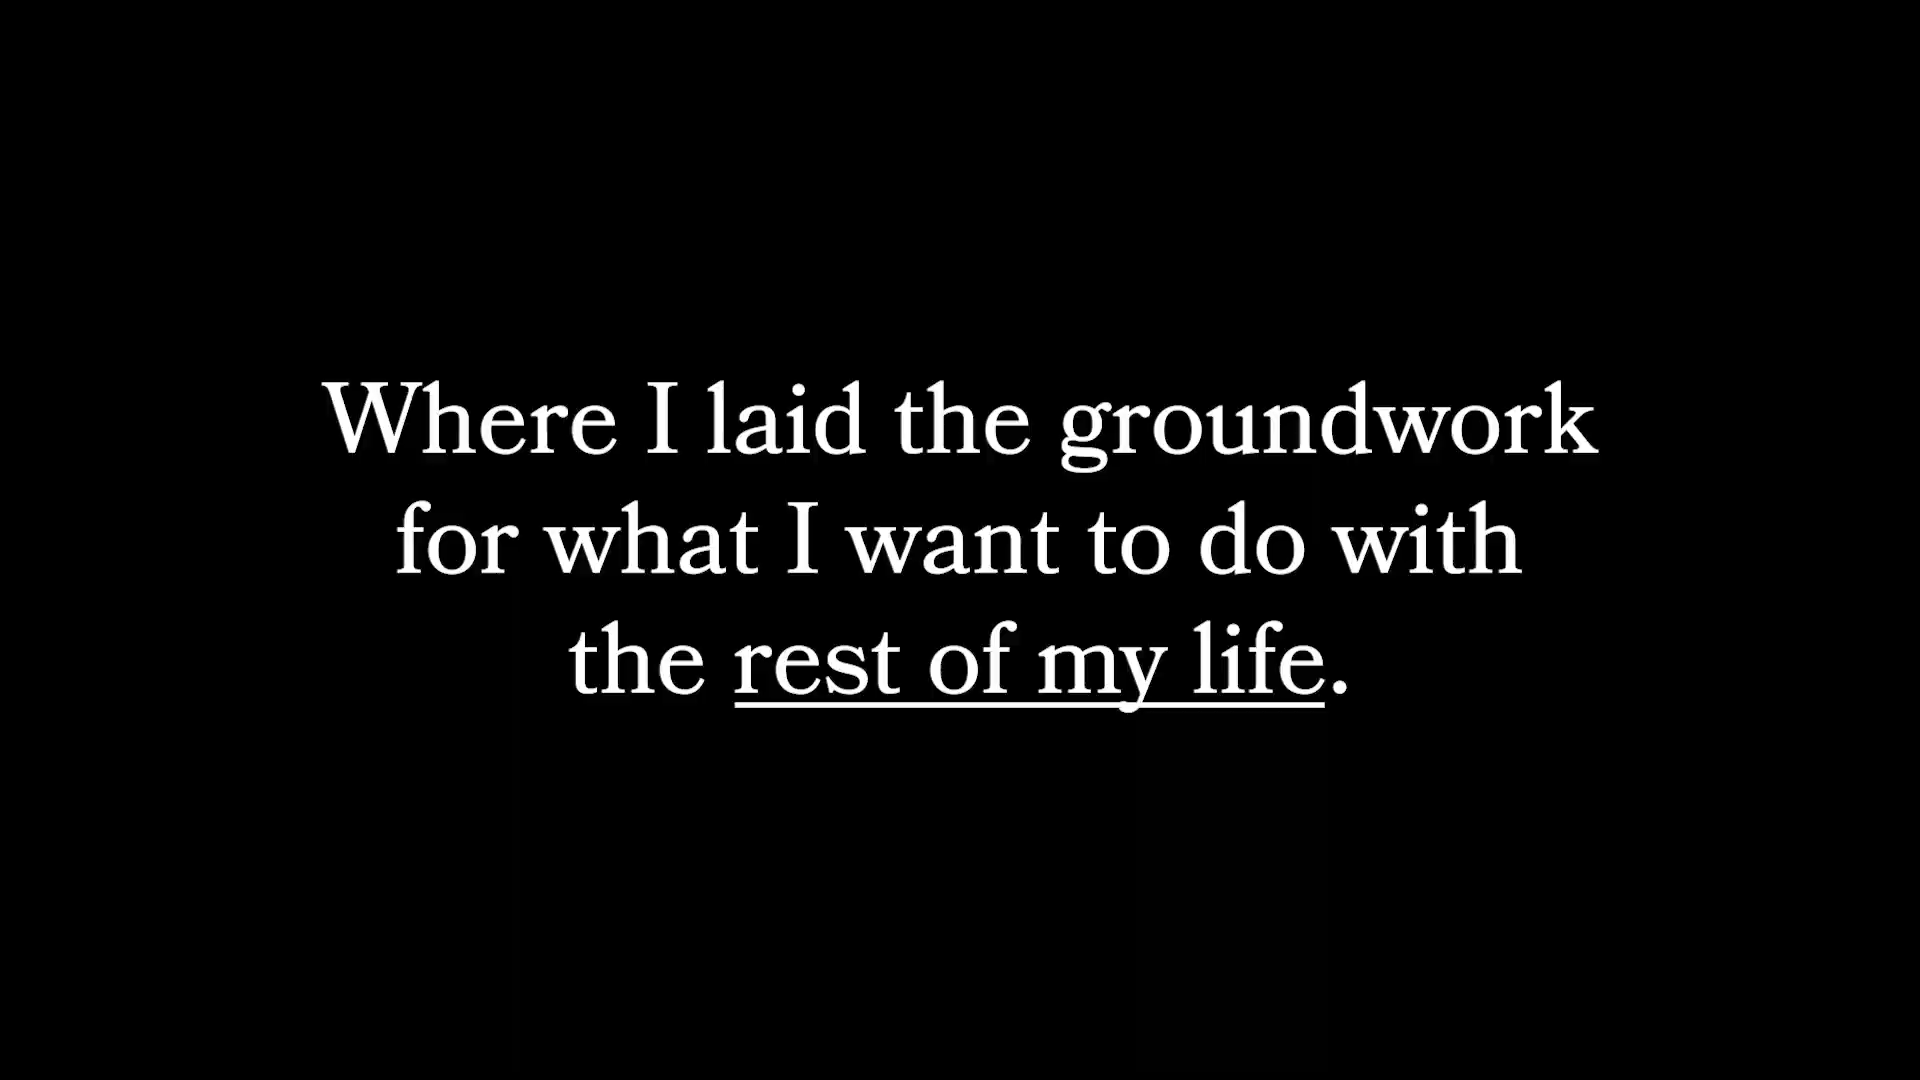 Where I laid the groundwork
for what I want to do with
the rest of my life.